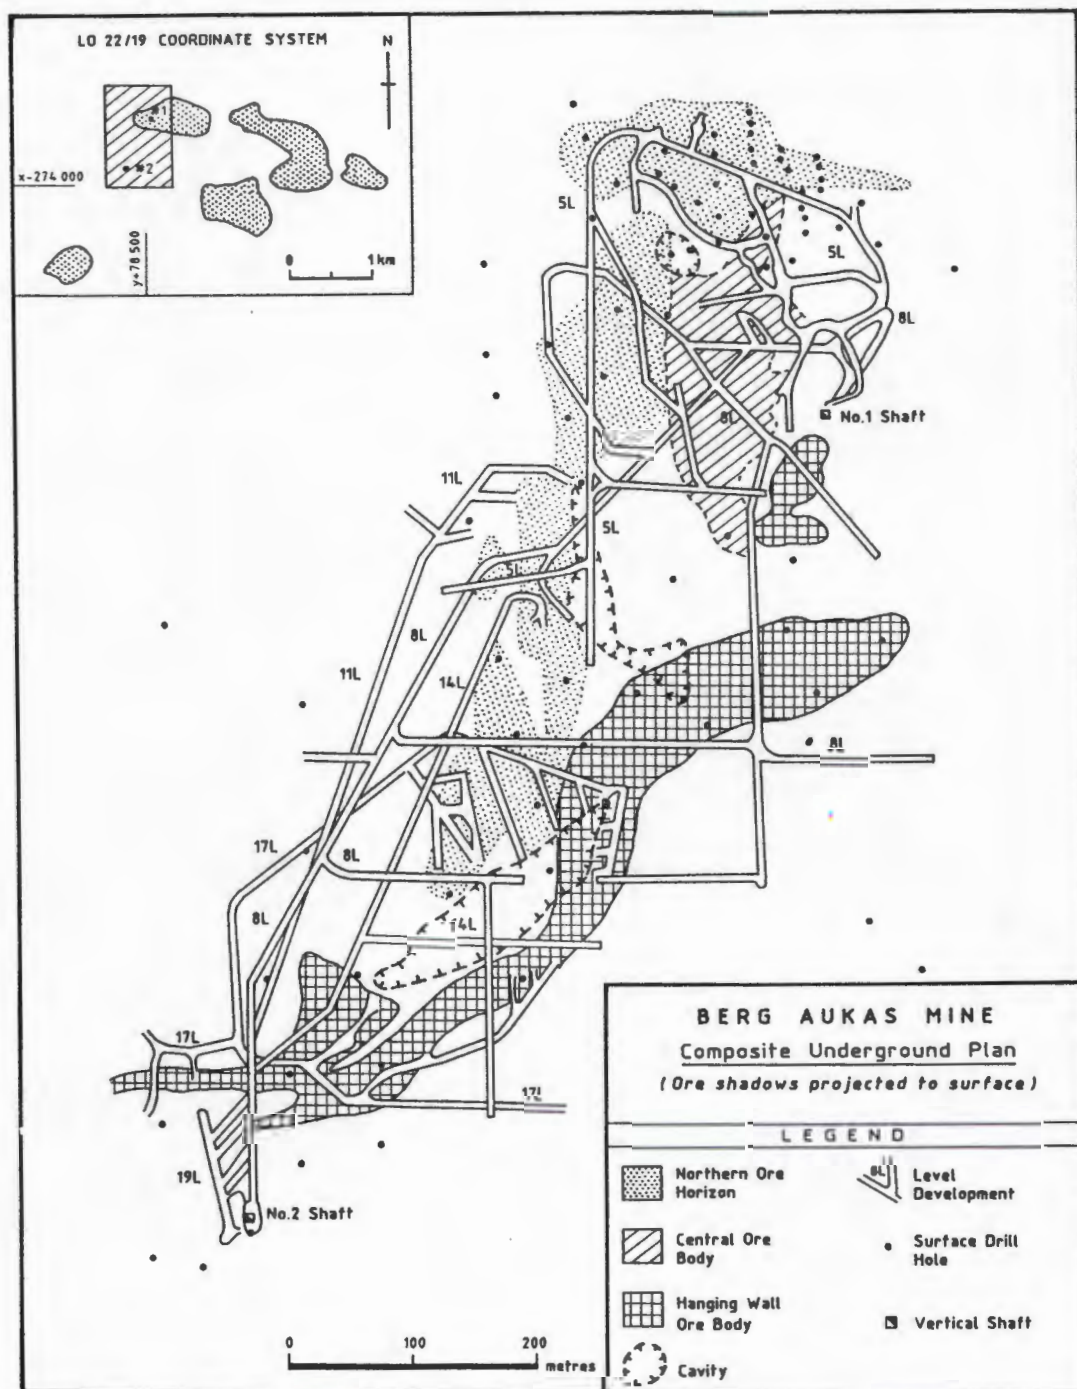 LO 22/19 COORDINATE SYSTEM
N
1
2
x-274 000
y+78 500
0 1km
5L
5L
8L
No.1 Shaft
8L
11L
5L
5L
8L
11L
14L
8L
17L
8L
8L
14L
17L
17L
19L
No.2 Shaft
0 100 200
metres
BERG AUKAS MINE
Composite Underground Plan
(Ore shadows projected to surface)
LEGEND
Northern Ore
Horizon
8L
Level
Development
Central Ore
Body
Surface Drill
Hole
Hanging Wall
Ore Body
Vertical Shaft
Cavity